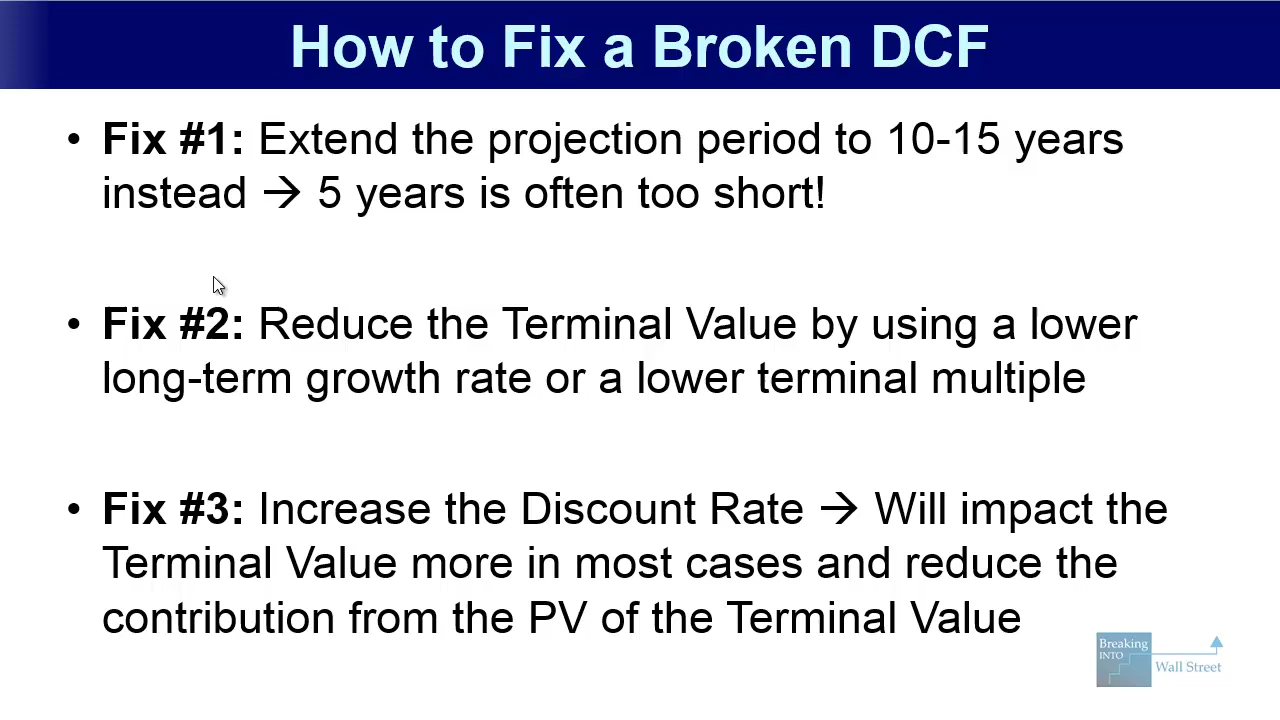 How to Fix a Broken DCF
• Fix #1: Extend the projection period to 10-15 years
instead → 5 years is often too short!
• Fix #2: Reduce the Terminal Value by using a lower
long-term growth rate or a lower terminal multiple
• Fix #3: Increase the Discount Rate → Will impact the
Terminal Value more in most cases and reduce the
contribution from the PV of the Terminal Value
Breaking
INTO
Wall Street